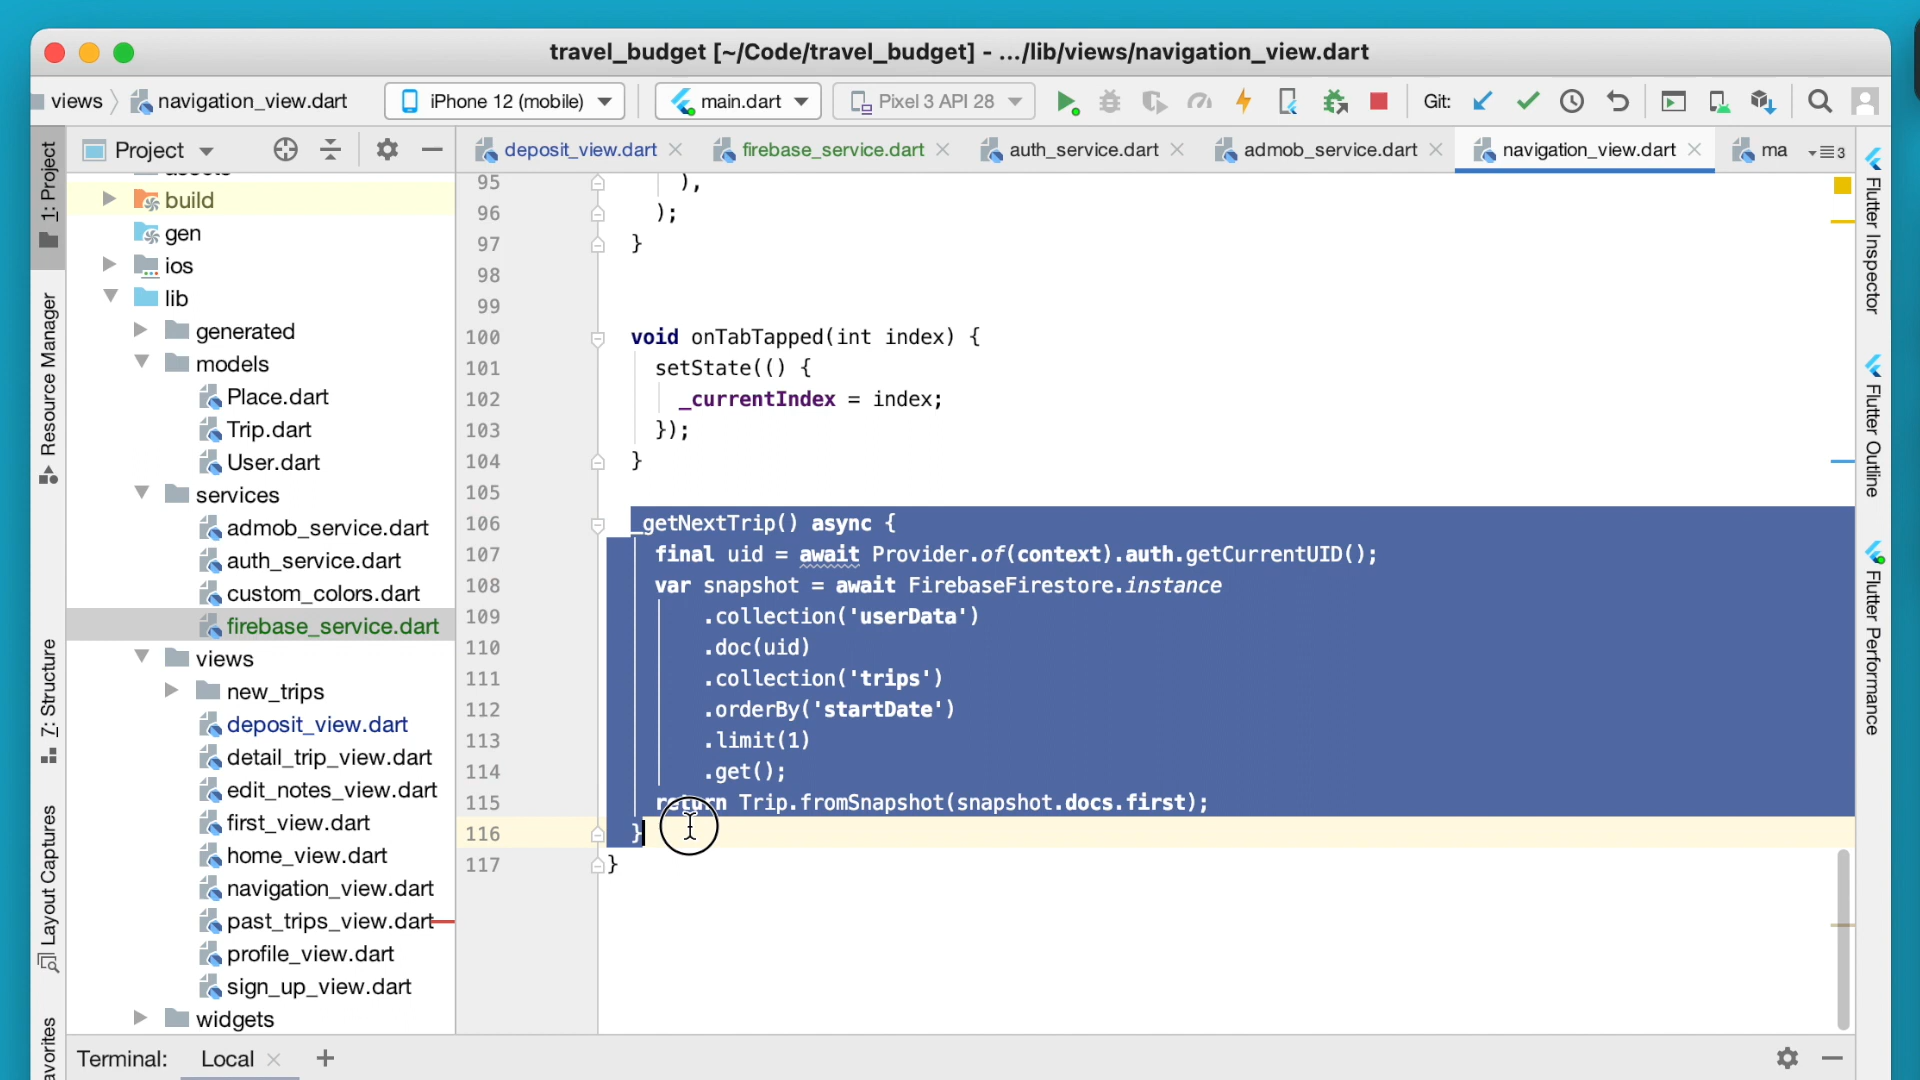 travel_budget [~/Code/travel_budget] - .../lib/views/navigation_view.dart
views navigation_view.dart iPhone 12 (mobile) main.dart Pixel 3 API 28 Git:
Project deposit_view.dart firebase_service.dart auth_service.dart admob_service.dart navigation_view.dart ma 3
1: Project
Resource Manager
7: Structure
Layout Captures
build
gen
ios
lib
generated
models
Place.dart
Trip.dart
User.dart
services
admob_service.dart
auth_service.dart
custom_colors.dart
firebase_service.dart
views
new_trips
deposit_view.dart
detail_trip_view.dart
edit_notes_view.dart
first_view.dart
home_view.dart
navigation_view.dart
past_trips_view.dart
profile_view.dart
sign_up_view.dart
widgets
95 ),
96 );
97 }
98
99
100 void onTabTapped(int index) {
101 setState(() {
102 _currentIndex = index;
103 });
104 }
105
106 _getNextTrip() async {
107 final uid = await Provider.of(context).auth.getCurrentUID();
108 var snapshot = await FirebaseFirestore.instance
109 .collection('userData')
110 .doc(uid)
111 .collection('trips')
112 .orderBy('startDate')
113 .limit(1)
114 .get();
115 return Trip.fromSnapshot(snapshot.docs.first);
116 }
117 }
Flutter Inspector
Flutter Outline
Flutter Performance
Terminal: Local